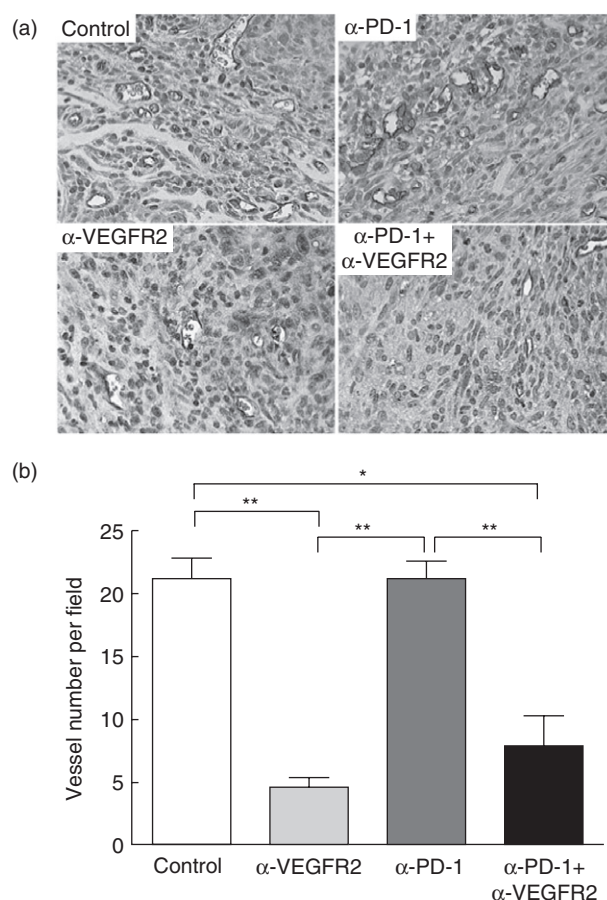 (a)
Control
α-PD-1
α-VEGFR2
α-PD-1+
α-VEGFR2
(b)
*
**
**
**
Vessel number per field
25
20
15
10
5
0
Control
α-VEGFR2
α-PD-1
α-PD-1+
α-VEGFR2